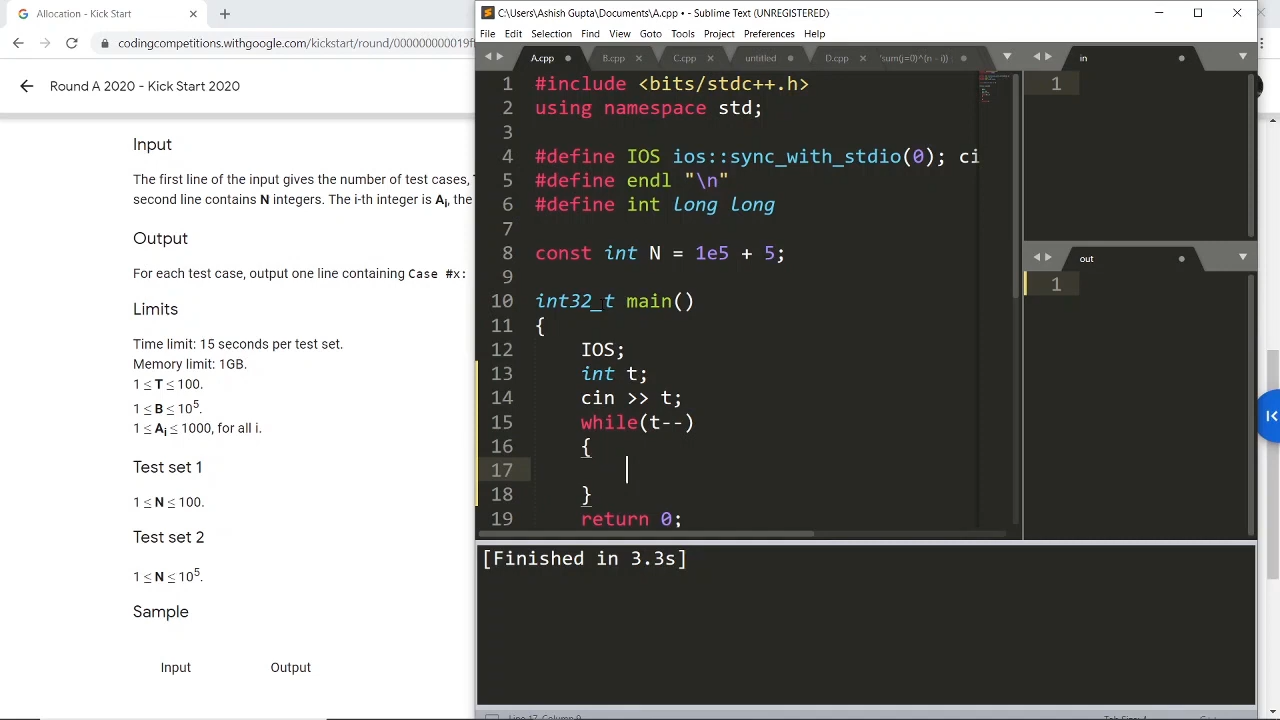 Allocation - Kick Start
codingcompetitions.withgoogle.com/kickstart/round/000000000019f
Round A 2020 - Kick Start 2020
Input
The first line of the input gives the number of test cases,
second line contains N integers. The i-th integer is Ai, the
Output
For each test case, output one line containing Case #x:
Limits
Time limit: 15 seconds per test set.
Memory limit: 1GB.
1 ≤ T ≤ 100.
1 ≤ B ≤ 10^5.
1 ≤ Ai ≤ 1000, for all i.
Test set 1
1 ≤ N ≤ 100.
Test set 2
1 ≤ N ≤ 10^5.
Sample
Input Output
C:\Users\Ashish Gupta\Documents\A.cpp • - Sublime Text (UNREGISTERED)
File Edit Selection Find View Goto Tools Project Preferences Help
A.cpp B.cpp C.cpp untitled D.cpp 'sum(j=0)^(n - i)) :
1 #include <bits/stdc++.h>
2 using namespace std;
3
4 #define IOS ios::sync_with_stdio(0); ci
5 #define endl "\n"
6 #define int long long
7
8 const int N = 1e5 + 5;
9
10 int32_t main()
11 {
12 IOS;
13 int t;
14 cin >> t;
15 while(t--)
16 {
17
18 }
19 return 0;
in
1
out
1
[Finished in 3.3s]